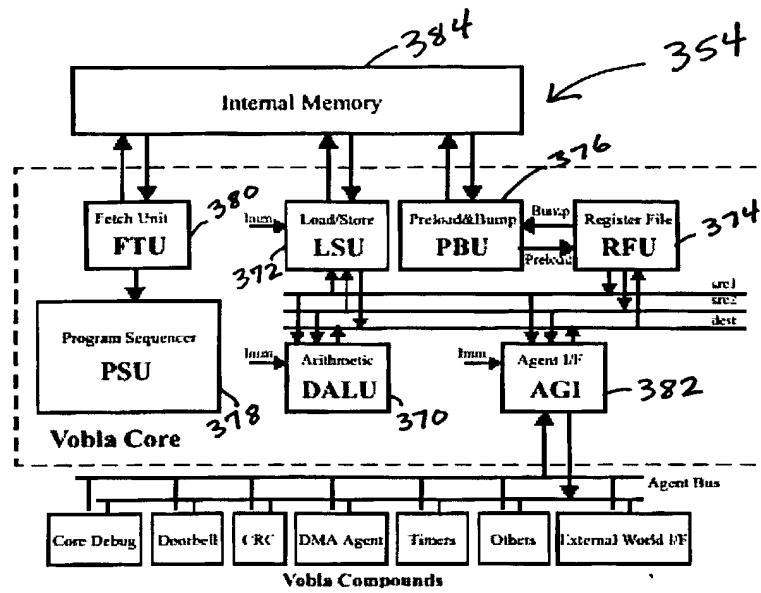 384
354
Internal Memory
376
380
374
Fetch Unit
FTU
Imm
Load/Store
LSU
372
Preload&Bump
PBU
Bump
Preload
Register File
RFU
src1
src2
dest
Program Sequencer
PSU
378
Imm
Arithmetic
DALU
370
Imm
Agent I/F
AGI
382
Vobla Core
Agent Bus
Core Debug
Doorbell
CRC
DMA Agent
Timers
Others
External World I/F
Vobla Compounds